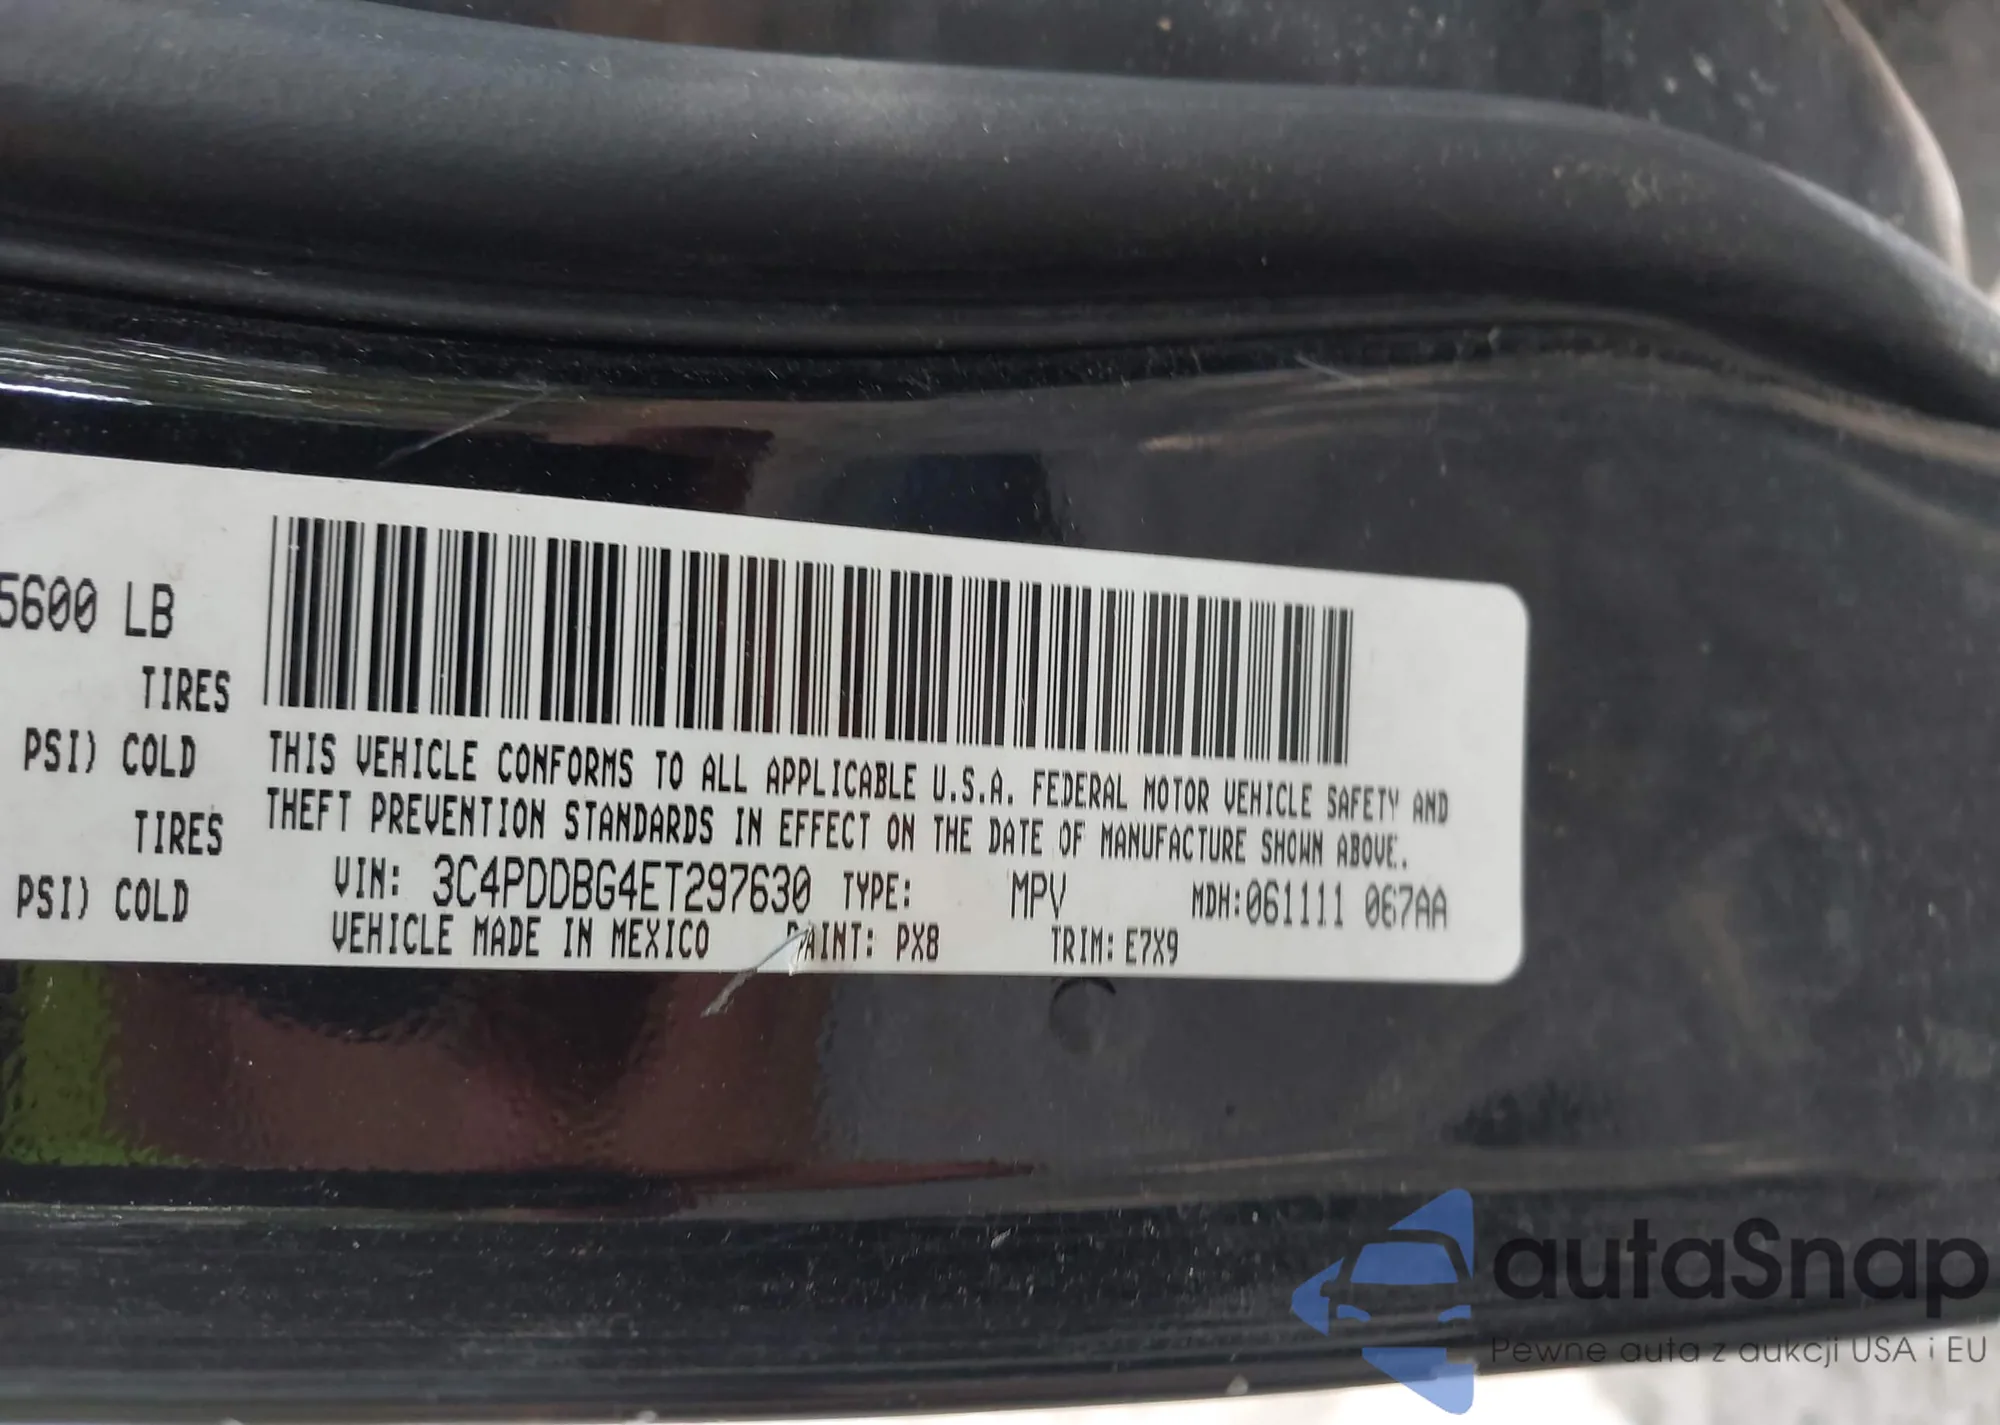 5600 LB
TIRES
PSI) COLD
TIRES
PSI) COLD
THIS VEHICLE CONFORMS TO ALL APPLICABLE U.S.A. FEDERAL MOTOR VEHICLE SAFETY AND
THEFT PREVENTION STANDARDS IN EFFECT ON THE DATE OF MANUFACTURE SHOWN ABOVE.
VIN: 3C4PDDBG4ET297630 TYPE: MPV MDH:061111 067AA
VEHICLE MADE IN MEXICO PAINT: PX8 TRIM: E7X9
autaSnap
Pewne auta z aukcji USA i EU